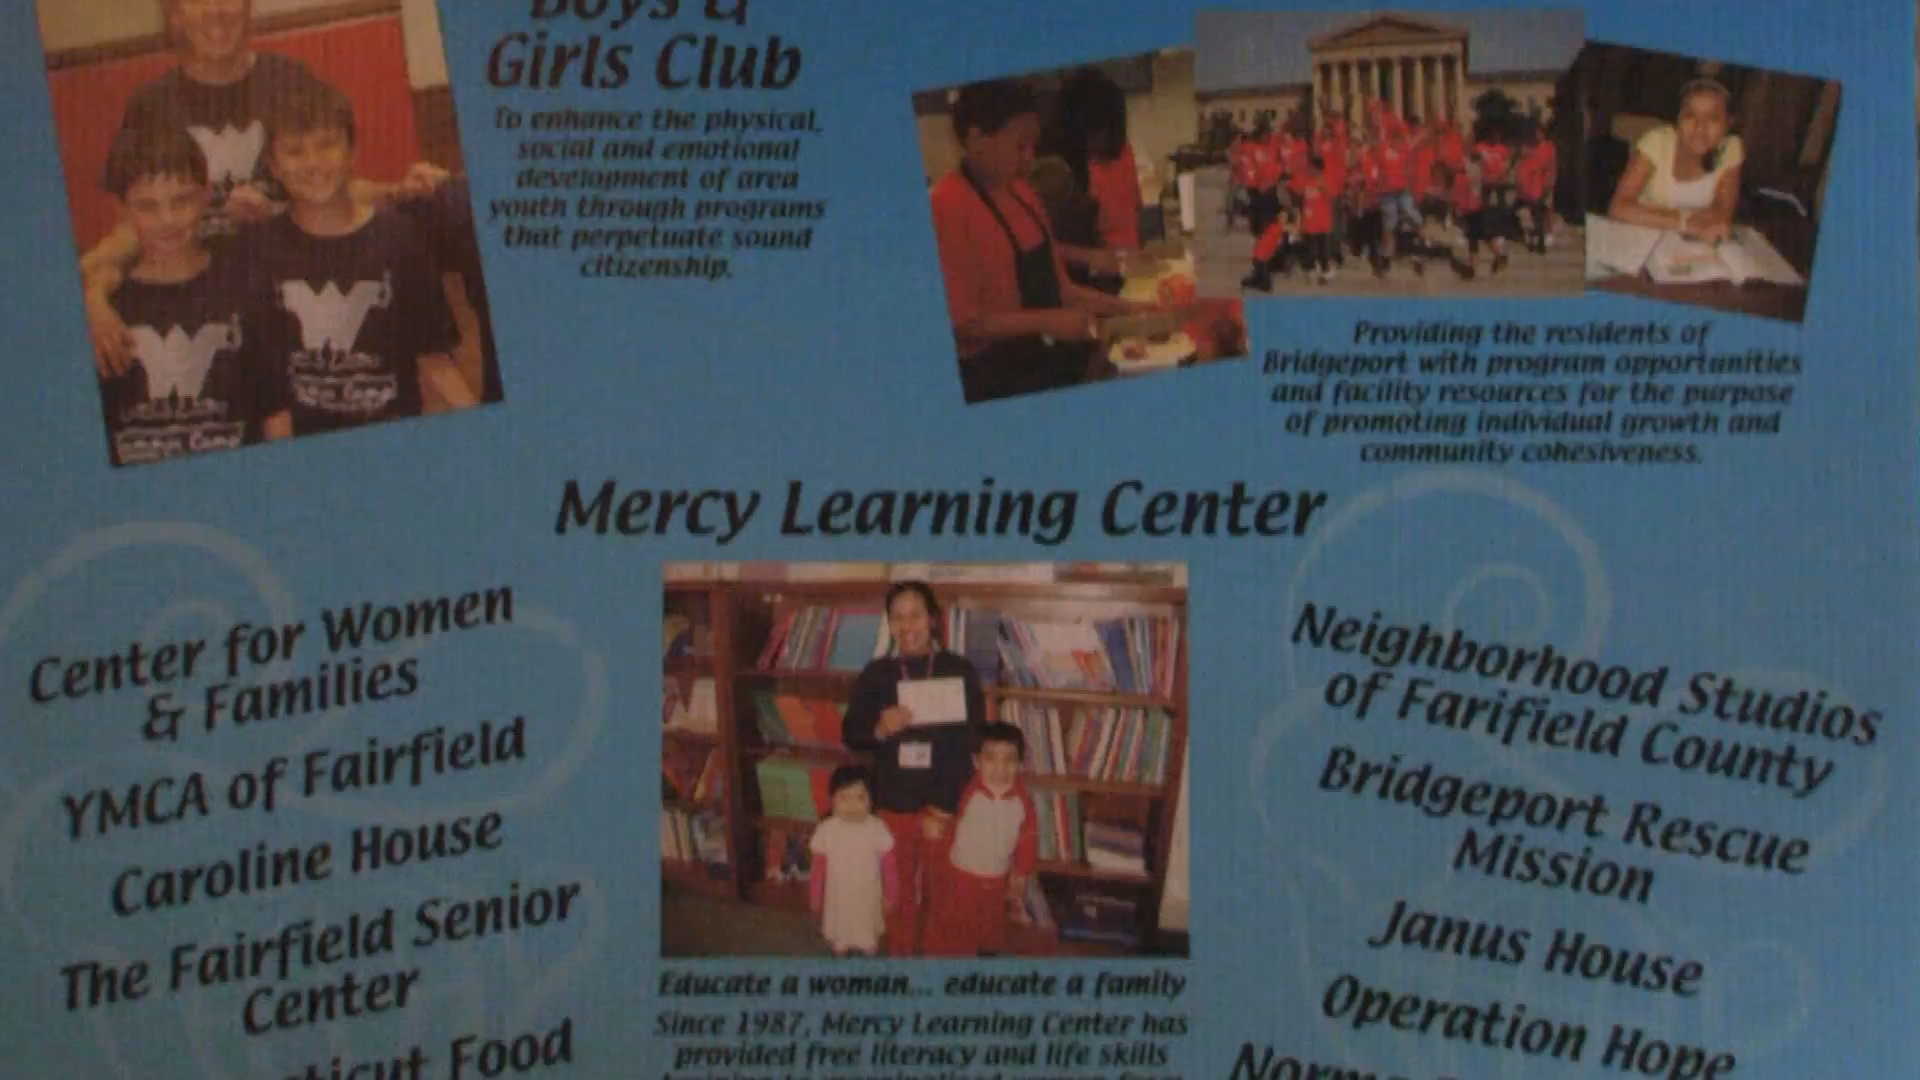 Boys &
Girls Club
To enhance the physical,
social and emotional
development of area
youth through programs
that perpetuate sound
citizenship.
Providing the residents of
Bridgeport with program opportunities
and facility resources for the purpose
of promoting individual growth and
community cohesiveness.
Mercy Learning Center
Center for Women
& Families
YMCA of Fairfield
Caroline House
The Fairfield Senior
Center
Food
Neighborhood Studios
of Farifield County
Bridgeport Rescue
Mission
Janus House
Operation Hope
Educate a woman... educate a family
Since 1987, Mercy Learning Center has
provided free literacy and life skills